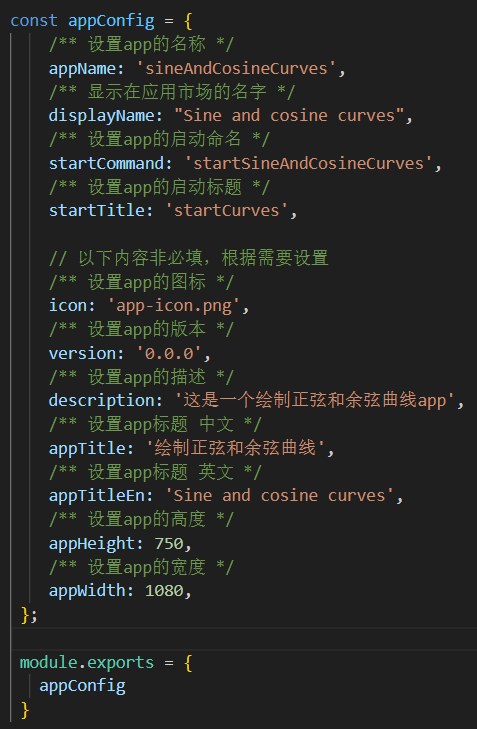 const appConfig = {
/** 设置app的名称 */
appName: 'sineAndCosineCurves',
/** 显示在应用市场的名字 */
displayName: "Sine and cosine curves",
/** 设置app的启动命名 */
startCommand: 'startSineAndCosineCurves',
/** 设置app的启动标题 */
startTitle: 'startCurves',
// 以下内容非必填，根据需要设置
/** 设置app的图标 */
icon: 'app-icon.png',
/** 设置app的版本 */
version: '0.0.0',
/** 设置app的描述 */
description: '这是一个绘制正弦和余弦曲线app',
/** 设置app标题 中文 */
appTitle: '绘制正弦和余弦曲线',
/** 设置app标题 英文 */
appTitleEn: 'Sine and cosine curves',
/** 设置app的高度 */
appHeight: 750,
/** 设置app的宽度 */
appWidth: 1080,
};
module.exports = {
appConfig
}